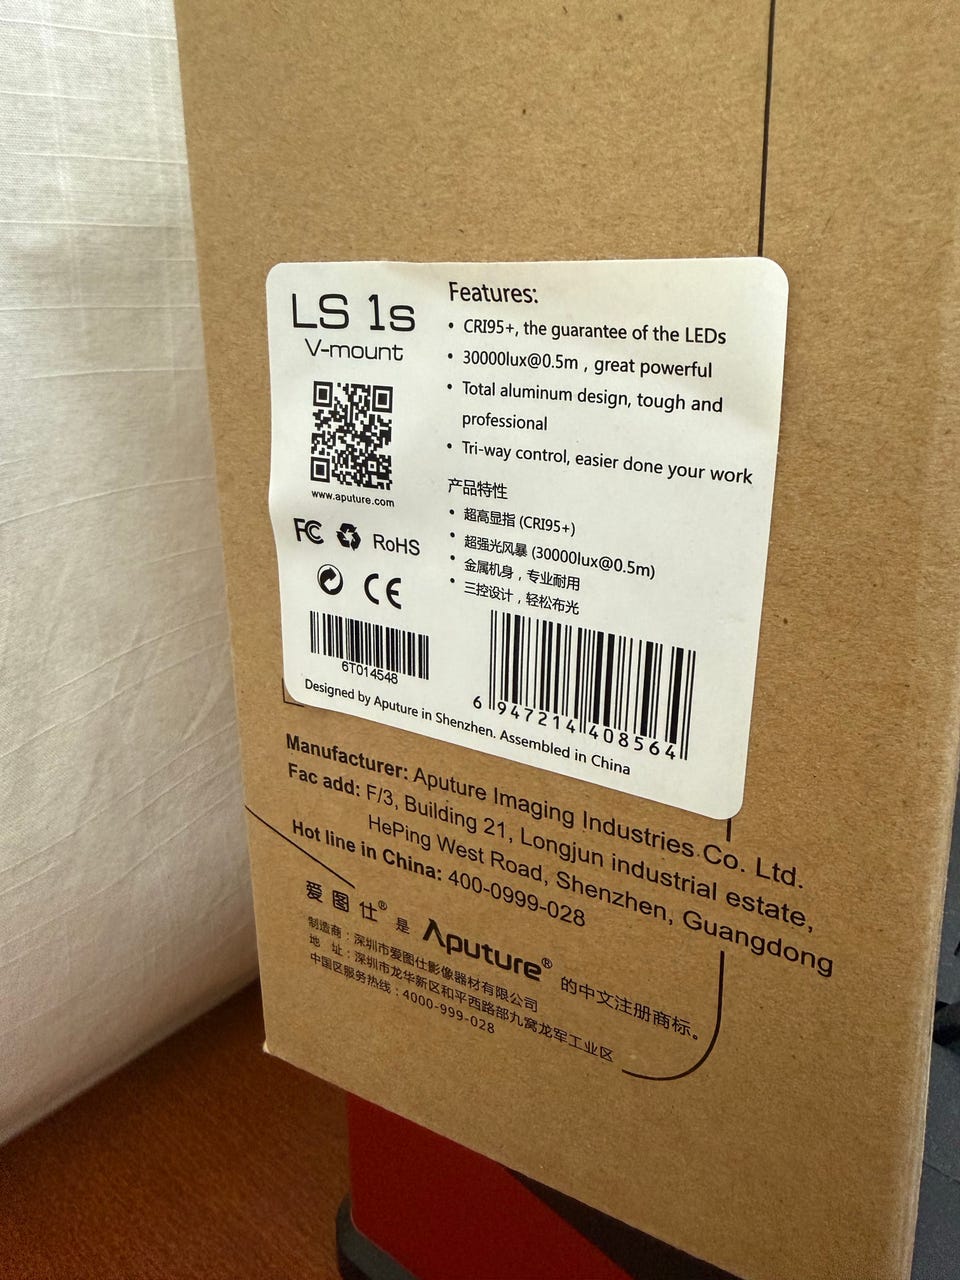 LS 1s
V-mount
www.aputure.com
FC
RoHS
CE
6T014548
Features:
• CRI95+, the guarantee of the LEDs
• 30000lux@0.5m , great powerful
• Total aluminum design, tough and
professional
• Tri-way control, easier done your work
产品特性
• 超高显指 (CRI95+)
• 超强光风暴 (30000lux@0.5m)
• 金属机身，专业耐用
• 三控设计，轻松布光
6 947214 408564
Designed by Aputure in Shenzhen. Assembled in China
Manufacturer: Aputure Imaging Industries Co. Ltd.
Fac add: F/3, Building 21, Longjun industrial estate,
HePing West Road, Shenzhen, Guangdong
Hot line in China: 400-0999-028
爱图仕® 是 Aputure® 的中文注册商标。
制造商：深圳市爱图仕影像器材有限公司
地 址：深圳市龙华新区和平西路部九窝龙军工业区
中国区服务热线：4000-999-028